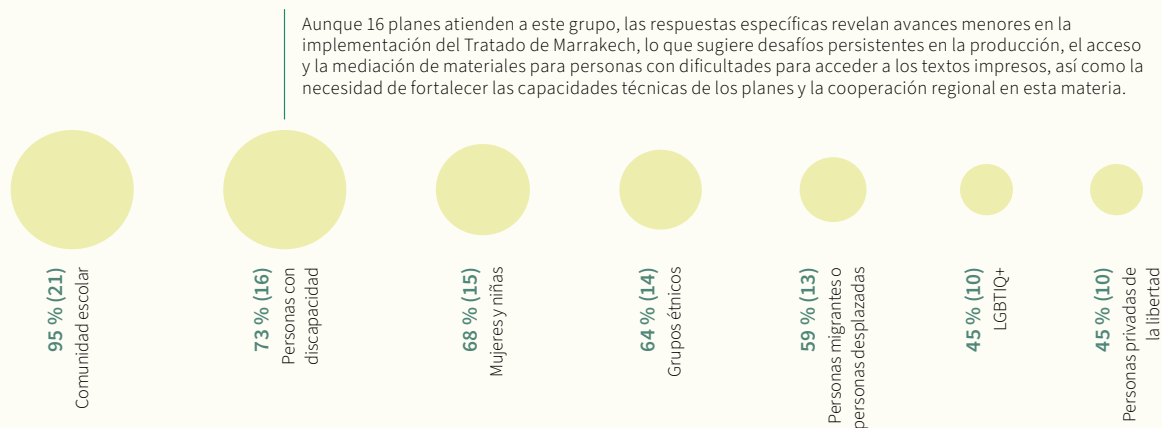 Aunque 16 planes atienden a este grupo, las respuestas específicas revelan avances menores en la
implementación del Tratado de Marrakech, lo que sugiere desafíos persistentes en la producción, el acceso
y la mediación de materiales para personas con dificultades para acceder a los textos impresos, así como la
necesidad de fortalecer las capacidades técnicas de los planes y la cooperación regional en esta materia.
95 % (21)
Comunidad escolar
73 % (16)
Personas con
discapacidad
68 % (15)
Mujeres y niñas
64 % (14)
Grupos étnicos
59 % (13)
Personas migrantes o
personas desplazadas
45 % (10)
LGBTIQ+
45 % (10)
Personas privadas de
la libertad